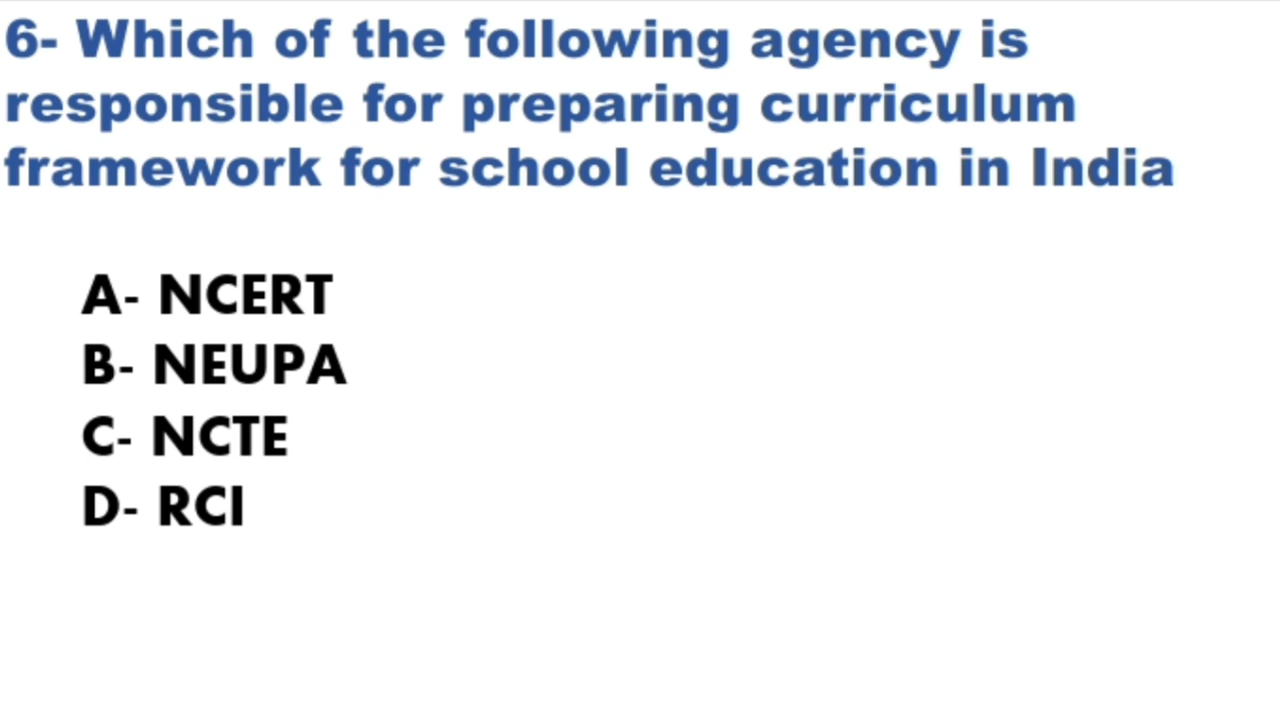 6- Which of the following agency is
responsible for preparing curriculum
framework for school education in India
A- NCERT
B- NEUPA
C- NCTE
D- RCI